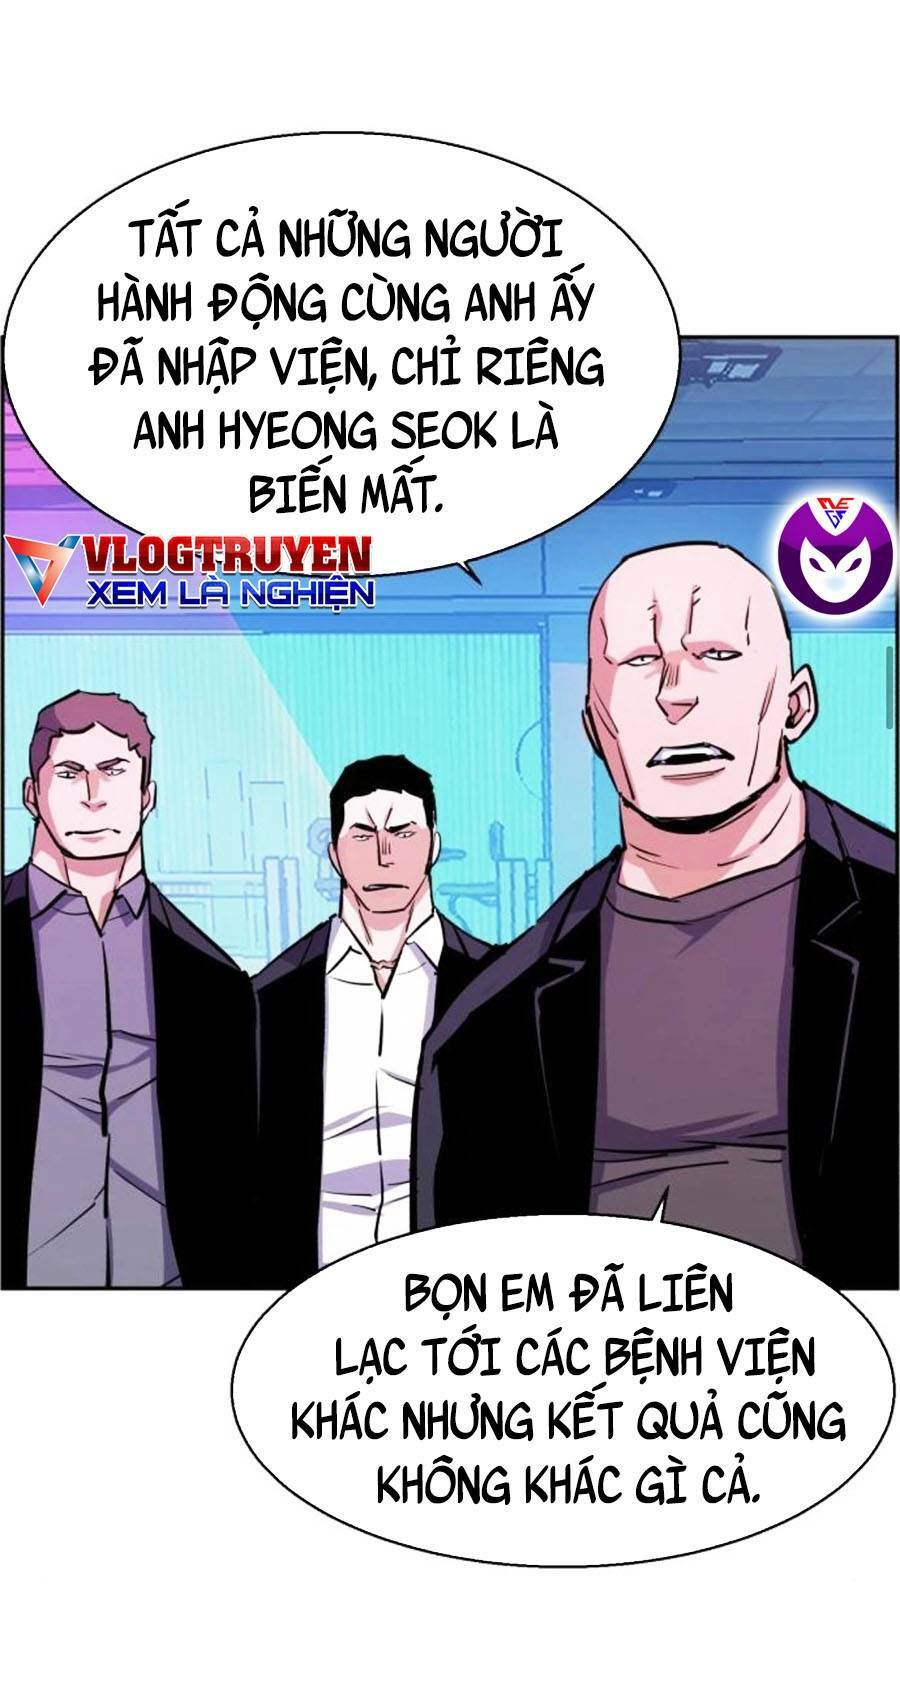 TẤT CẢ NHỮNG NGƯỜI
HÀNH ĐỘNG CÙNG ANH ẤY
ĐÃ NHẬP VIỆN, CHỈ RIÊNG
ANH HYEONG SEOK LÀ
BIẾN MẤT.
VLOGTRUYEN
XEM LÀ NGHIỆN
BỌN EM ĐÃ LIÊN
LẠC TỚI CÁC BỆNH VIỆN
KHÁC NHƯNG KẾT QUẢ CŨNG
KHÔNG KHÁC GÌ CẢ.